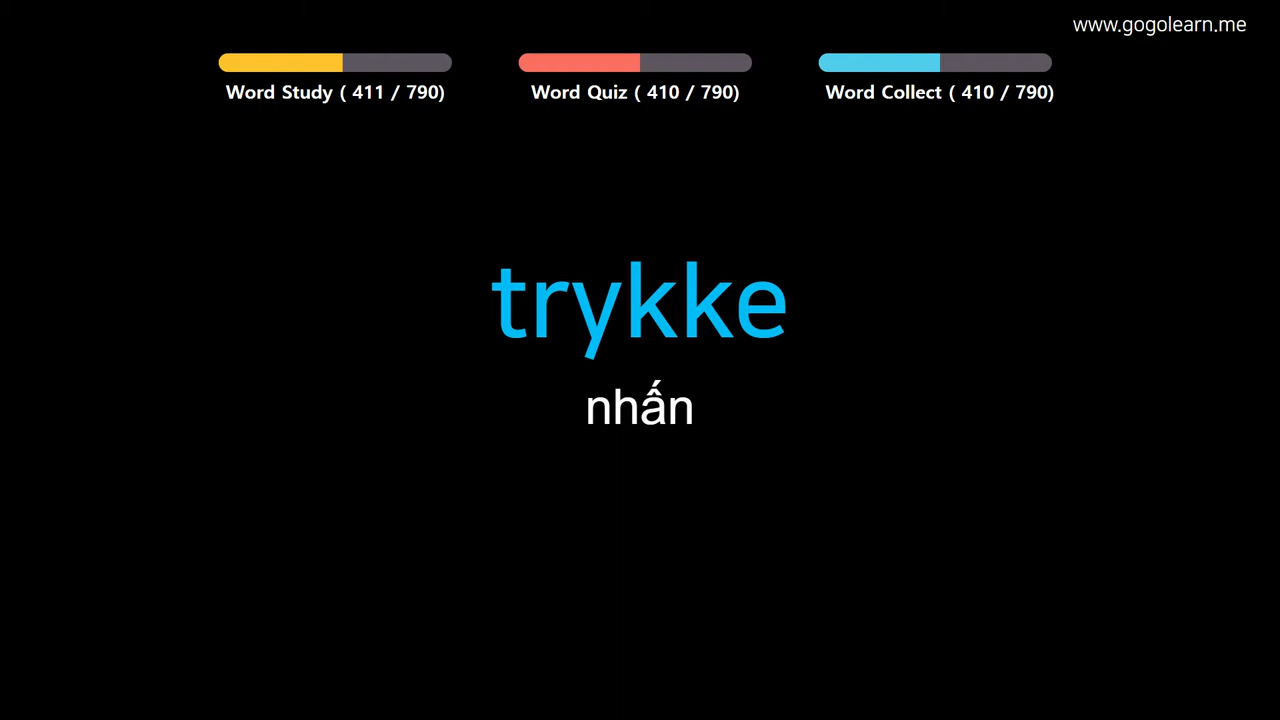 www.gogolearn.me
Word Study ( 411 / 790)
Word Quiz ( 410 / 790)
Word Collect ( 410 / 790)
trykke
nhấn